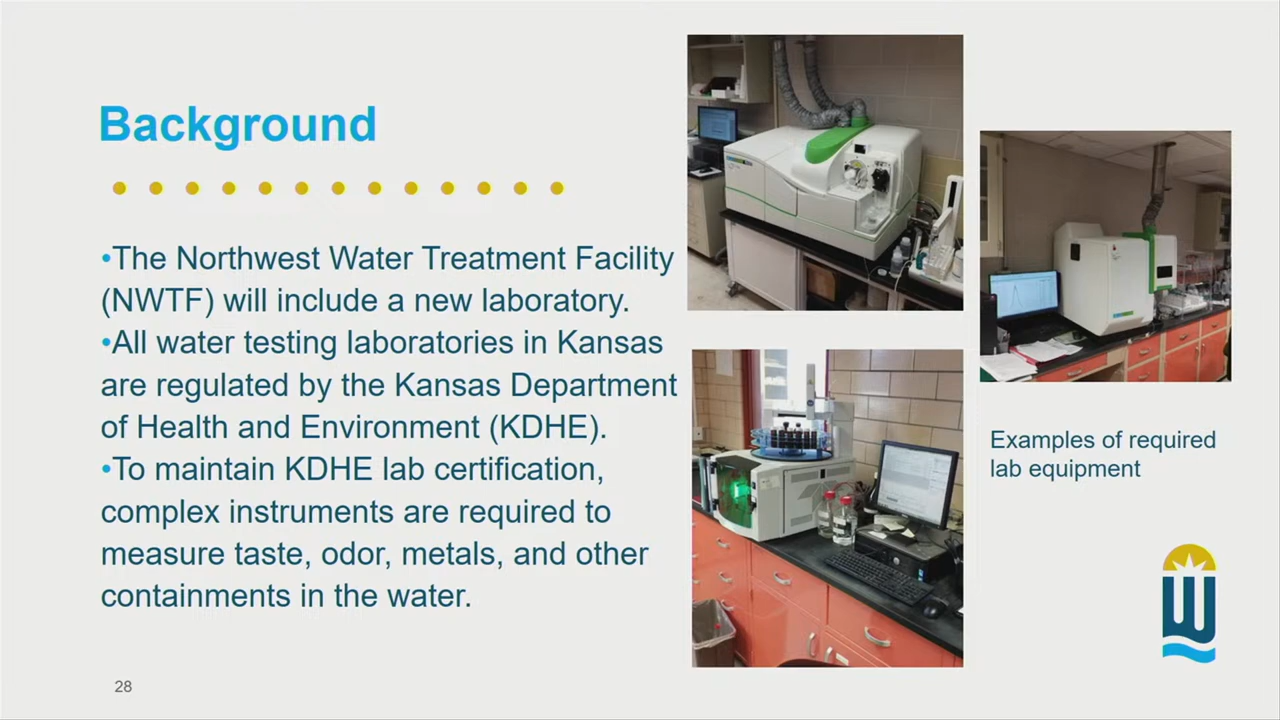 Background
•The Northwest Water Treatment Facility
(NWTF) will include a new laboratory.
•All water testing laboratories in Kansas
are regulated by the Kansas Department
of Health and Environment (KDHE).
•To maintain KDHE lab certification,
complex instruments are required to
measure taste, odor, metals, and other
containments in the water.
Examples of required
lab equipment
W
28